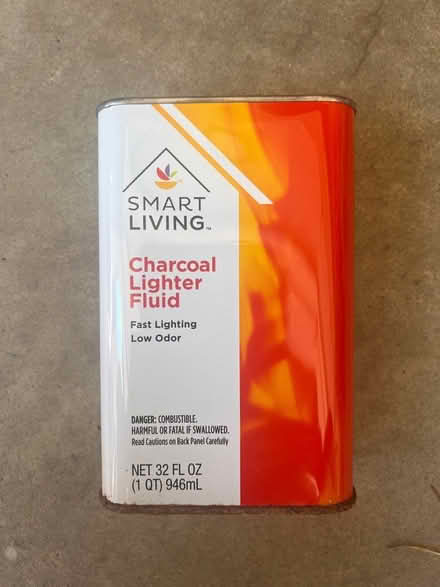 SMART
LIVING™
Charcoal
Lighter
Fluid
Fast Lighting
Low Odor
DANGER: COMBUSTIBLE.
HARMFUL OR FATAL IF SWALLOWED.
Read Cautions on Back Panel Carefully
NET 32 FL OZ
(1 QT) 946mL